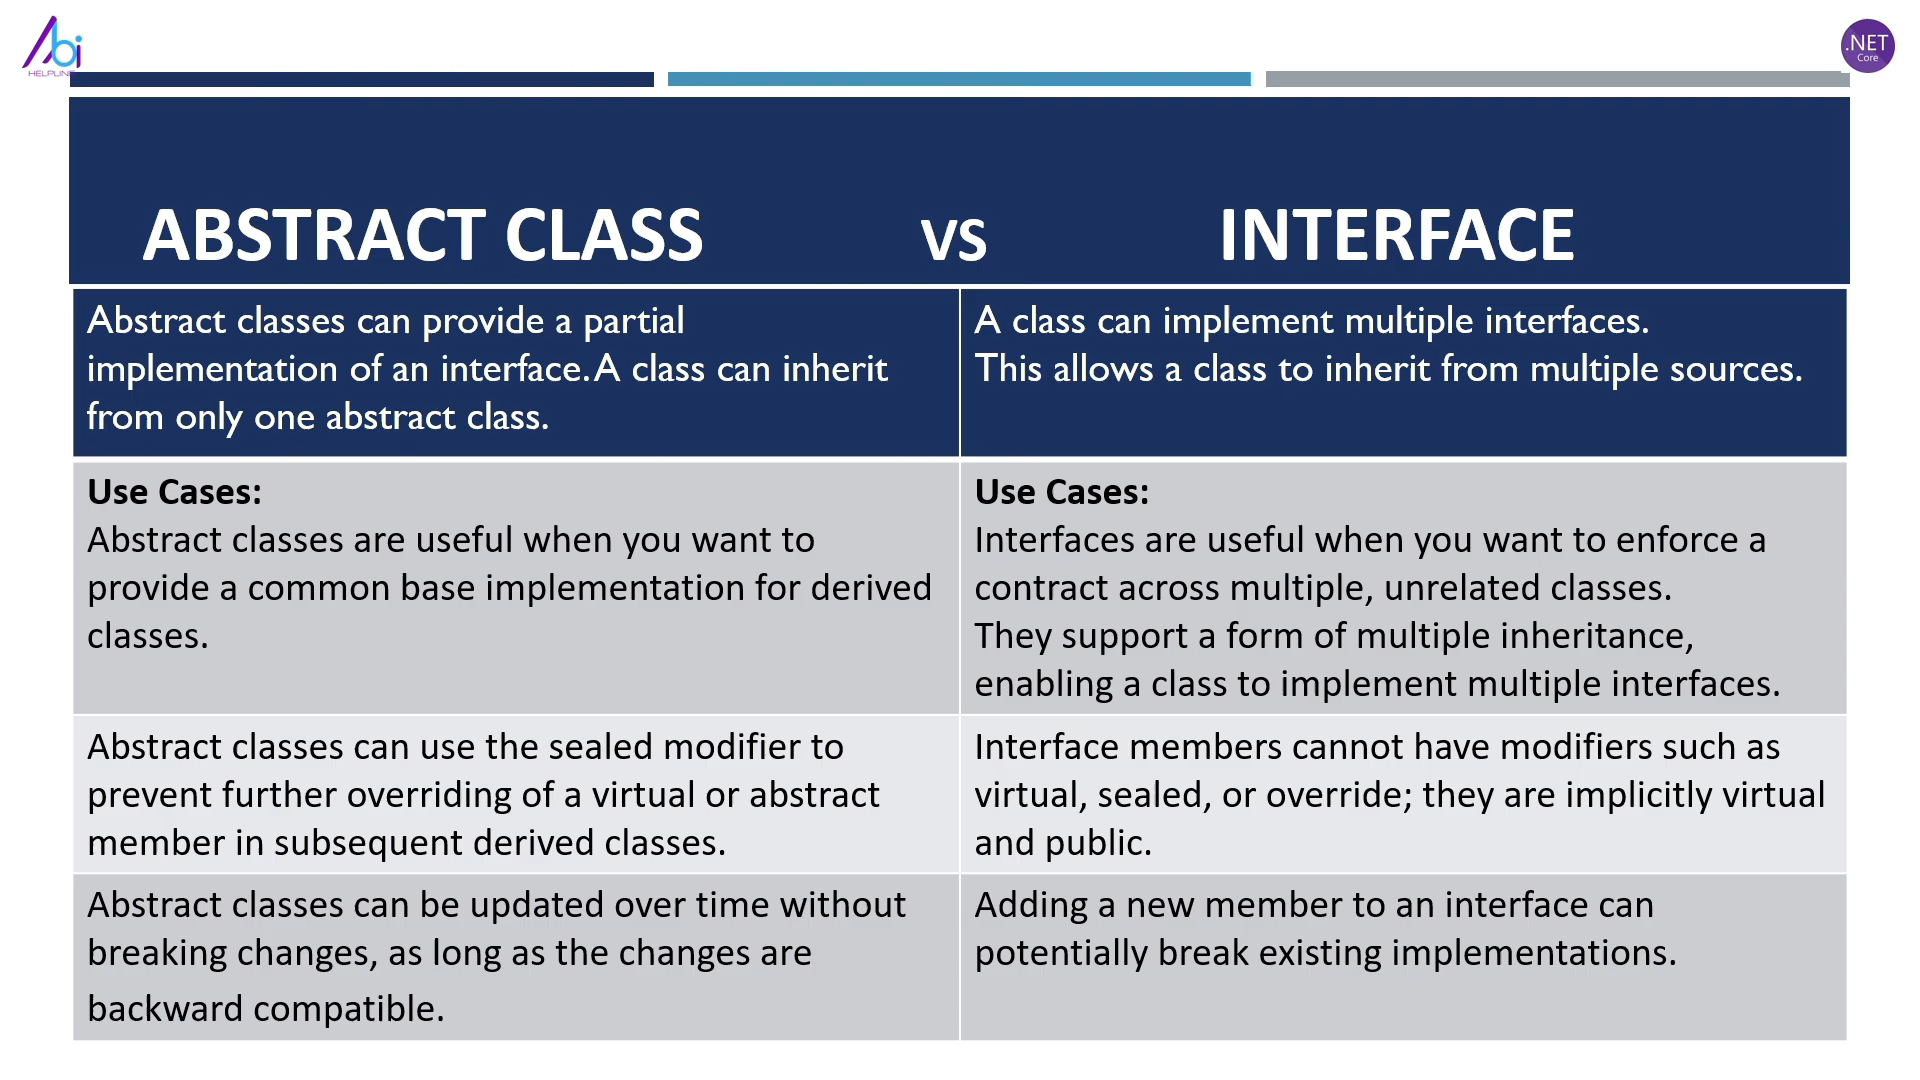 Abi
HELPLINE
.NET
Core
ABSTRACT CLASS VS INTERFACE
Abstract classes can provide a partial
implementation of an interface. A class can inherit
from only one abstract class.
A class can implement multiple interfaces.
This allows a class to inherit from multiple sources.
Use Cases:
Abstract classes are useful when you want to
provide a common base implementation for derived
classes.
Use Cases:
Interfaces are useful when you want to enforce a
contract across multiple, unrelated classes.
They support a form of multiple inheritance,
enabling a class to implement multiple interfaces.
Abstract classes can use the sealed modifier to
prevent further overriding of a virtual or abstract
member in subsequent derived classes.
Interface members cannot have modifiers such as
virtual, sealed, or override; they are implicitly virtual
and public.
Abstract classes can be updated over time without
breaking changes, as long as the changes are
backward compatible.
Adding a new member to an interface can
potentially break existing implementations.